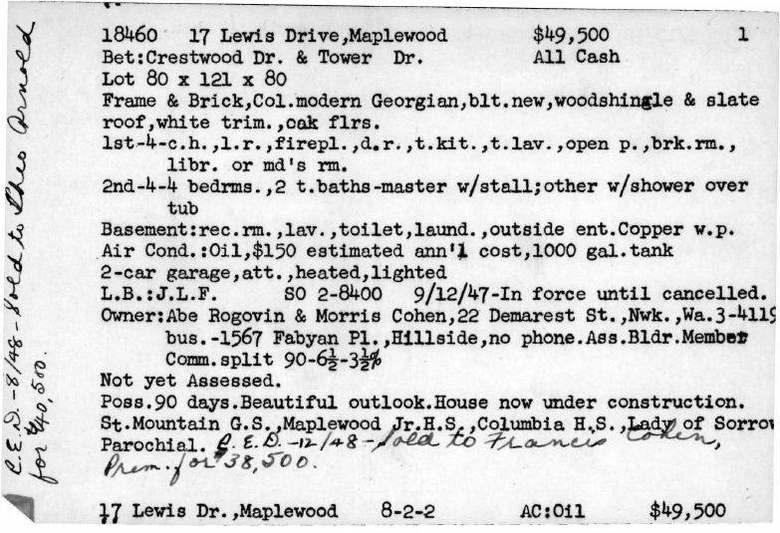 18460 17 Lewis Drive,Maplewood $49,500 1
Bet:Crestwood Dr. & Tower Dr. All Cash
Lot 80 x 121 x 80
Frame & Brick,Col.modern Georgian,blt.new,woodshingle & slate
roof,white trim.,oak flrs.
1st-4-c.h.,l.r.,firepl.,d.r.,t.kit.,t.lav.,open p.,brk.rm.,
libr. or md's rm.
2nd-4-4 bedrms.,2 t.baths-master w/stall;other w/shower over
tub
Basement:rec.rm.,lav.,toilet,laund.,outside ent.Copper w.p.
Air Cond.:Oil,$150 estimated ann'l cost,1000 gal.tank
2-car garage,att.,heated,lighted
L.B.:J.L.F. SO 2-8400 9/12/47-In force until cancelled.
Owner:Abe Rogovin & Morris Cohen,22 Demarest St.,Nwk.,Wa.3-4119
bus.-1567 Fabyan Pl.,Hillside,no phone.Ass.Bldr.Member
Comm.split 90-6½-3½%
Not yet Assessed.
Poss.90 days.Beautiful outlook.House now under construction.
St.Mountain G.S.,Maplewood Jr.H.S.,Columbia H.S.,Lady of Sorrow
Parochial. C.E.D.-12/48-Sold to Francis Cohen,
Prem. for $38,500.
17 Lewis Dr.,Maplewood 8-2-2 AC:Oil $49,500
C.E.D.-8/48-Sold to Theo Arnold
for $40,500.